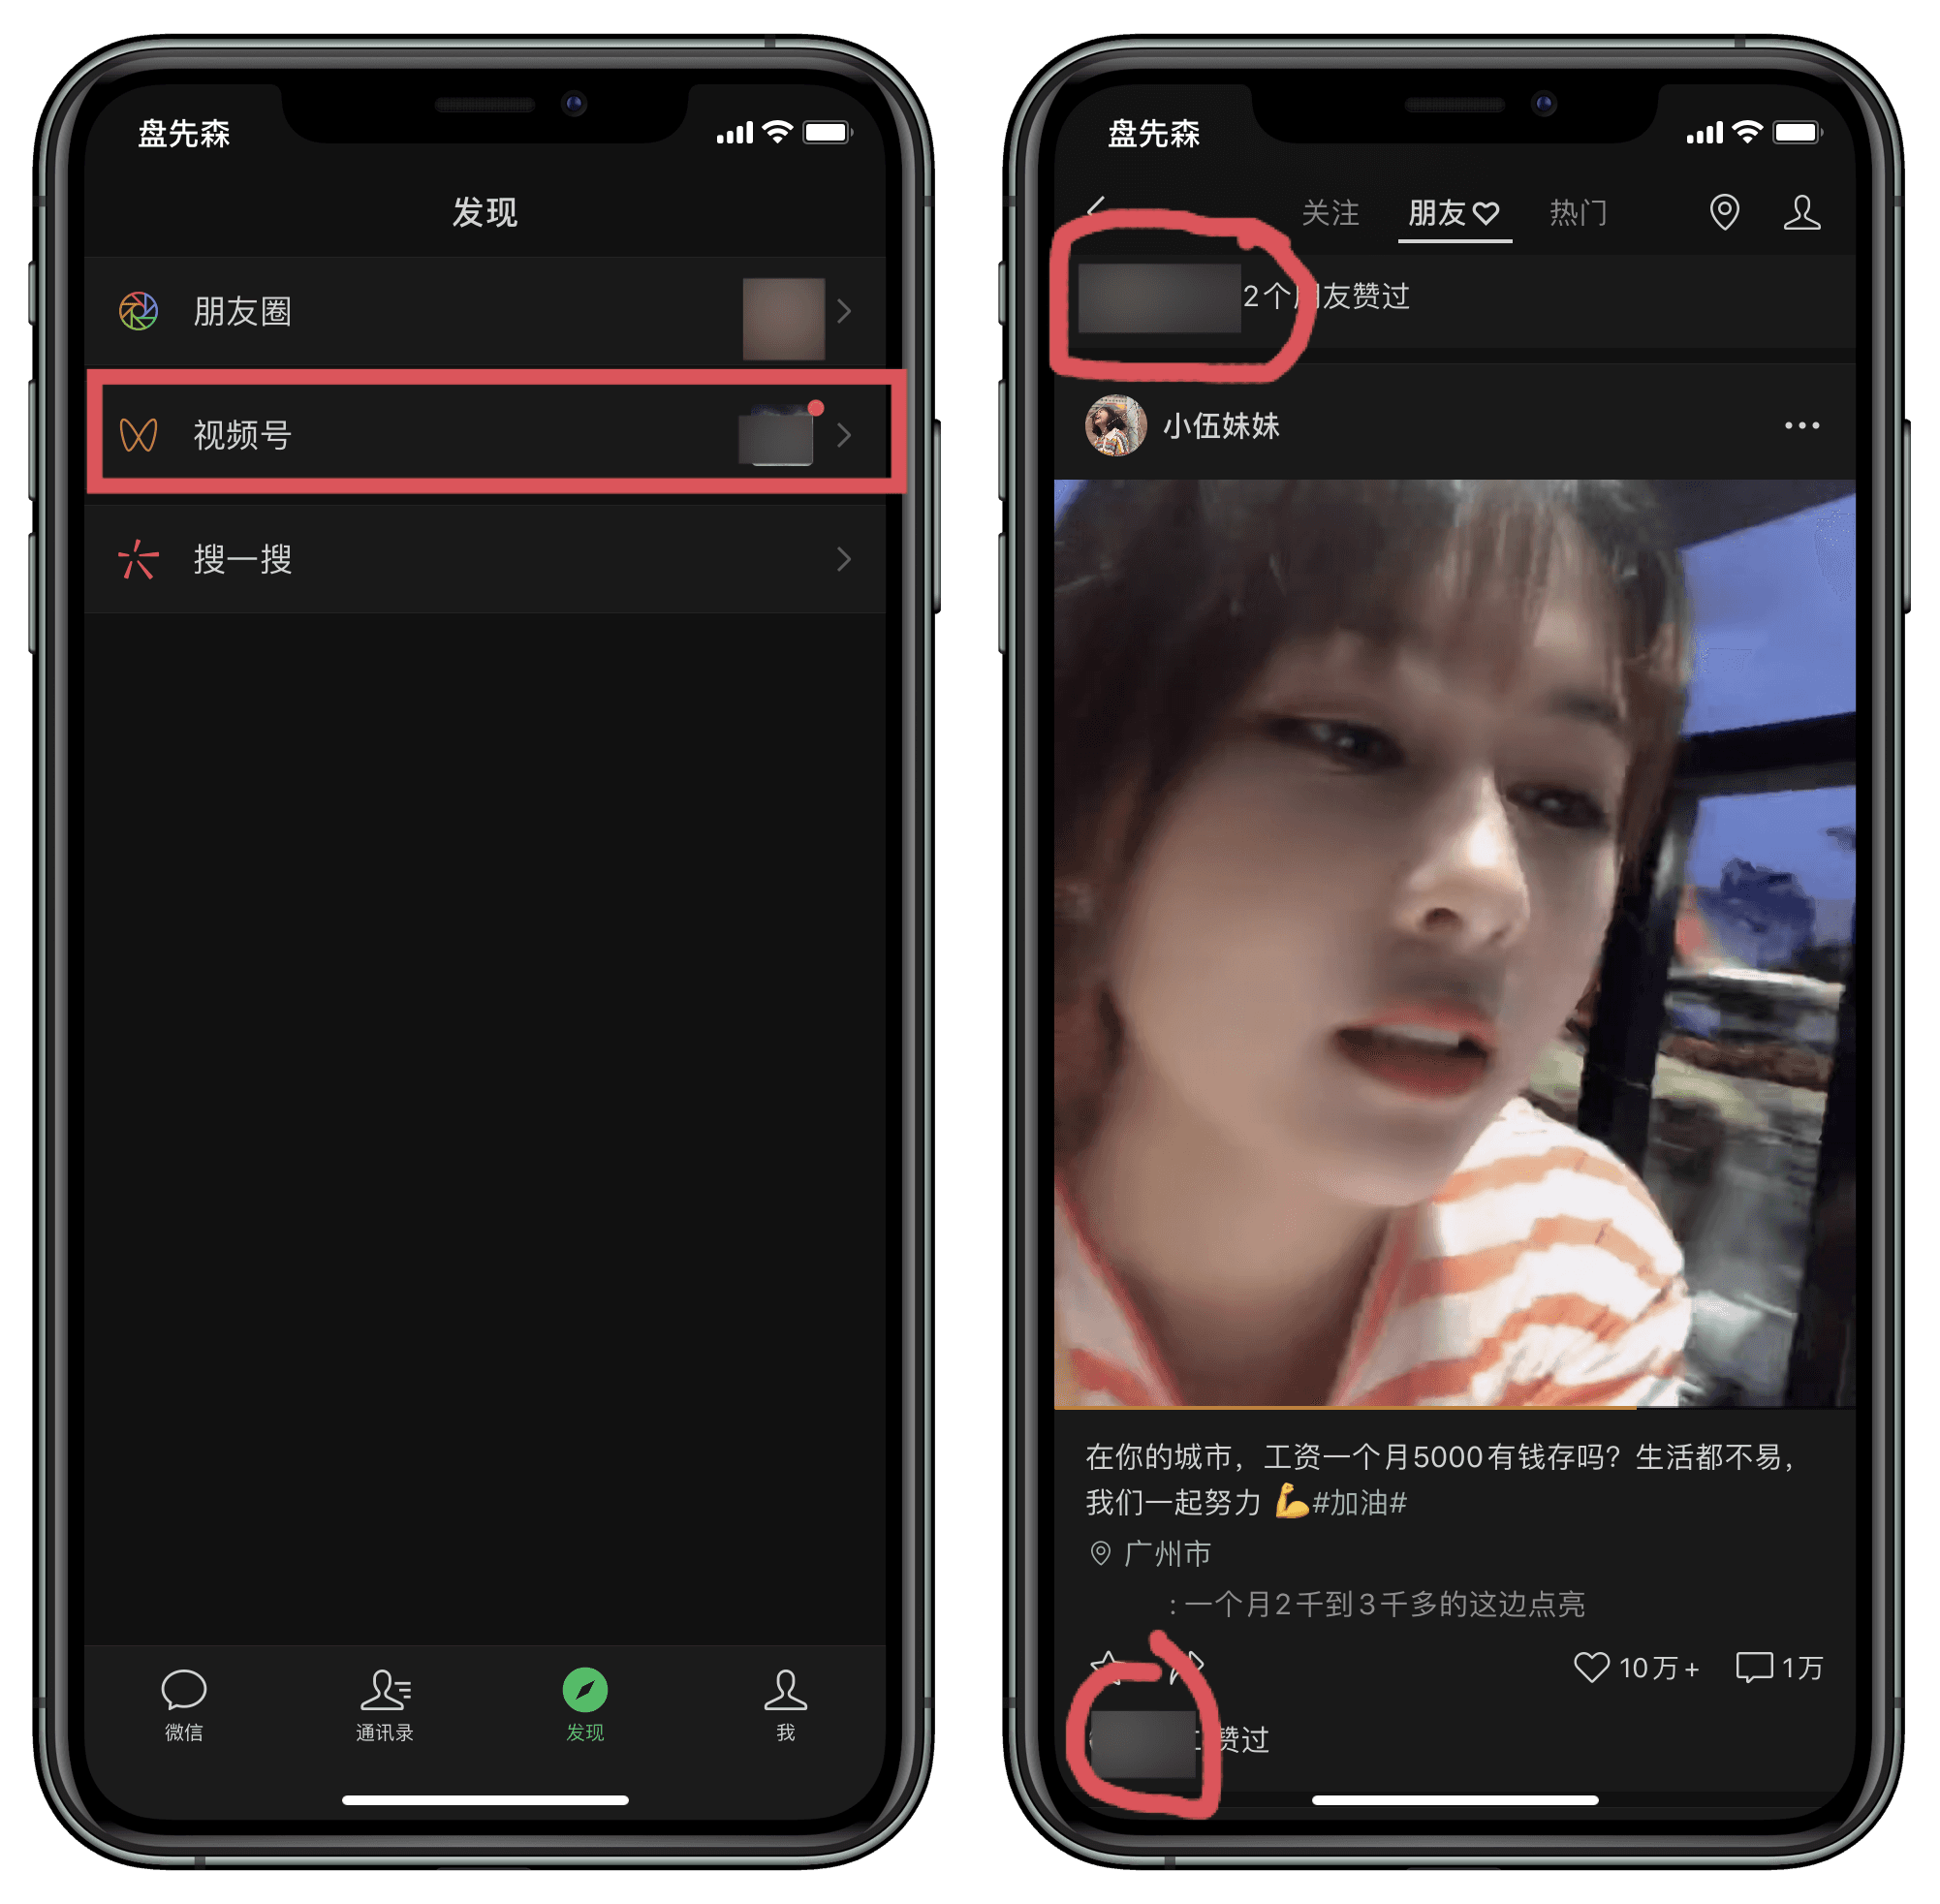 盘先森
发现
朋友圈
视频号
搜一搜
微信
通讯录
发现
我
盘先森
关注
朋友
热门
2个朋友赞过
小伍妹妹
在你的城市，工资一个月5000有钱存吗？生活都不易，
我们一起努力 💪#加油#
广州市
:一个月2千到3千多的这边点亮
10万+
1万
赞过